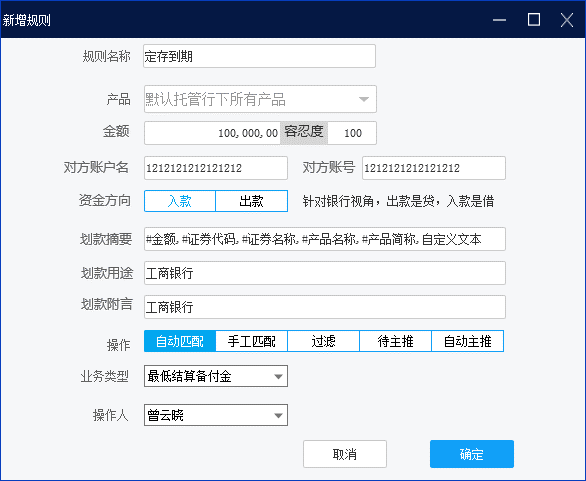 新增规则
规则名称 定存到期
产品 默认托管行下所有产品
金额 100,000,00 容忍度 100
对方账户名 1212121212121212 对方账号 1212121212121212
资金方向 入款 出款 针对银行视角，出款是贷，入款是借
划款摘要 #金额,#证券代码,#证券名称,#产品名称,#产品简称,自定义文本
划款用途 工商银行
划款附言 工商银行
操作 自动匹配 手工匹配 过滤 待主推 自动主推
业务类型 最低结算备付金
操作人 曾云晓
取消 确定